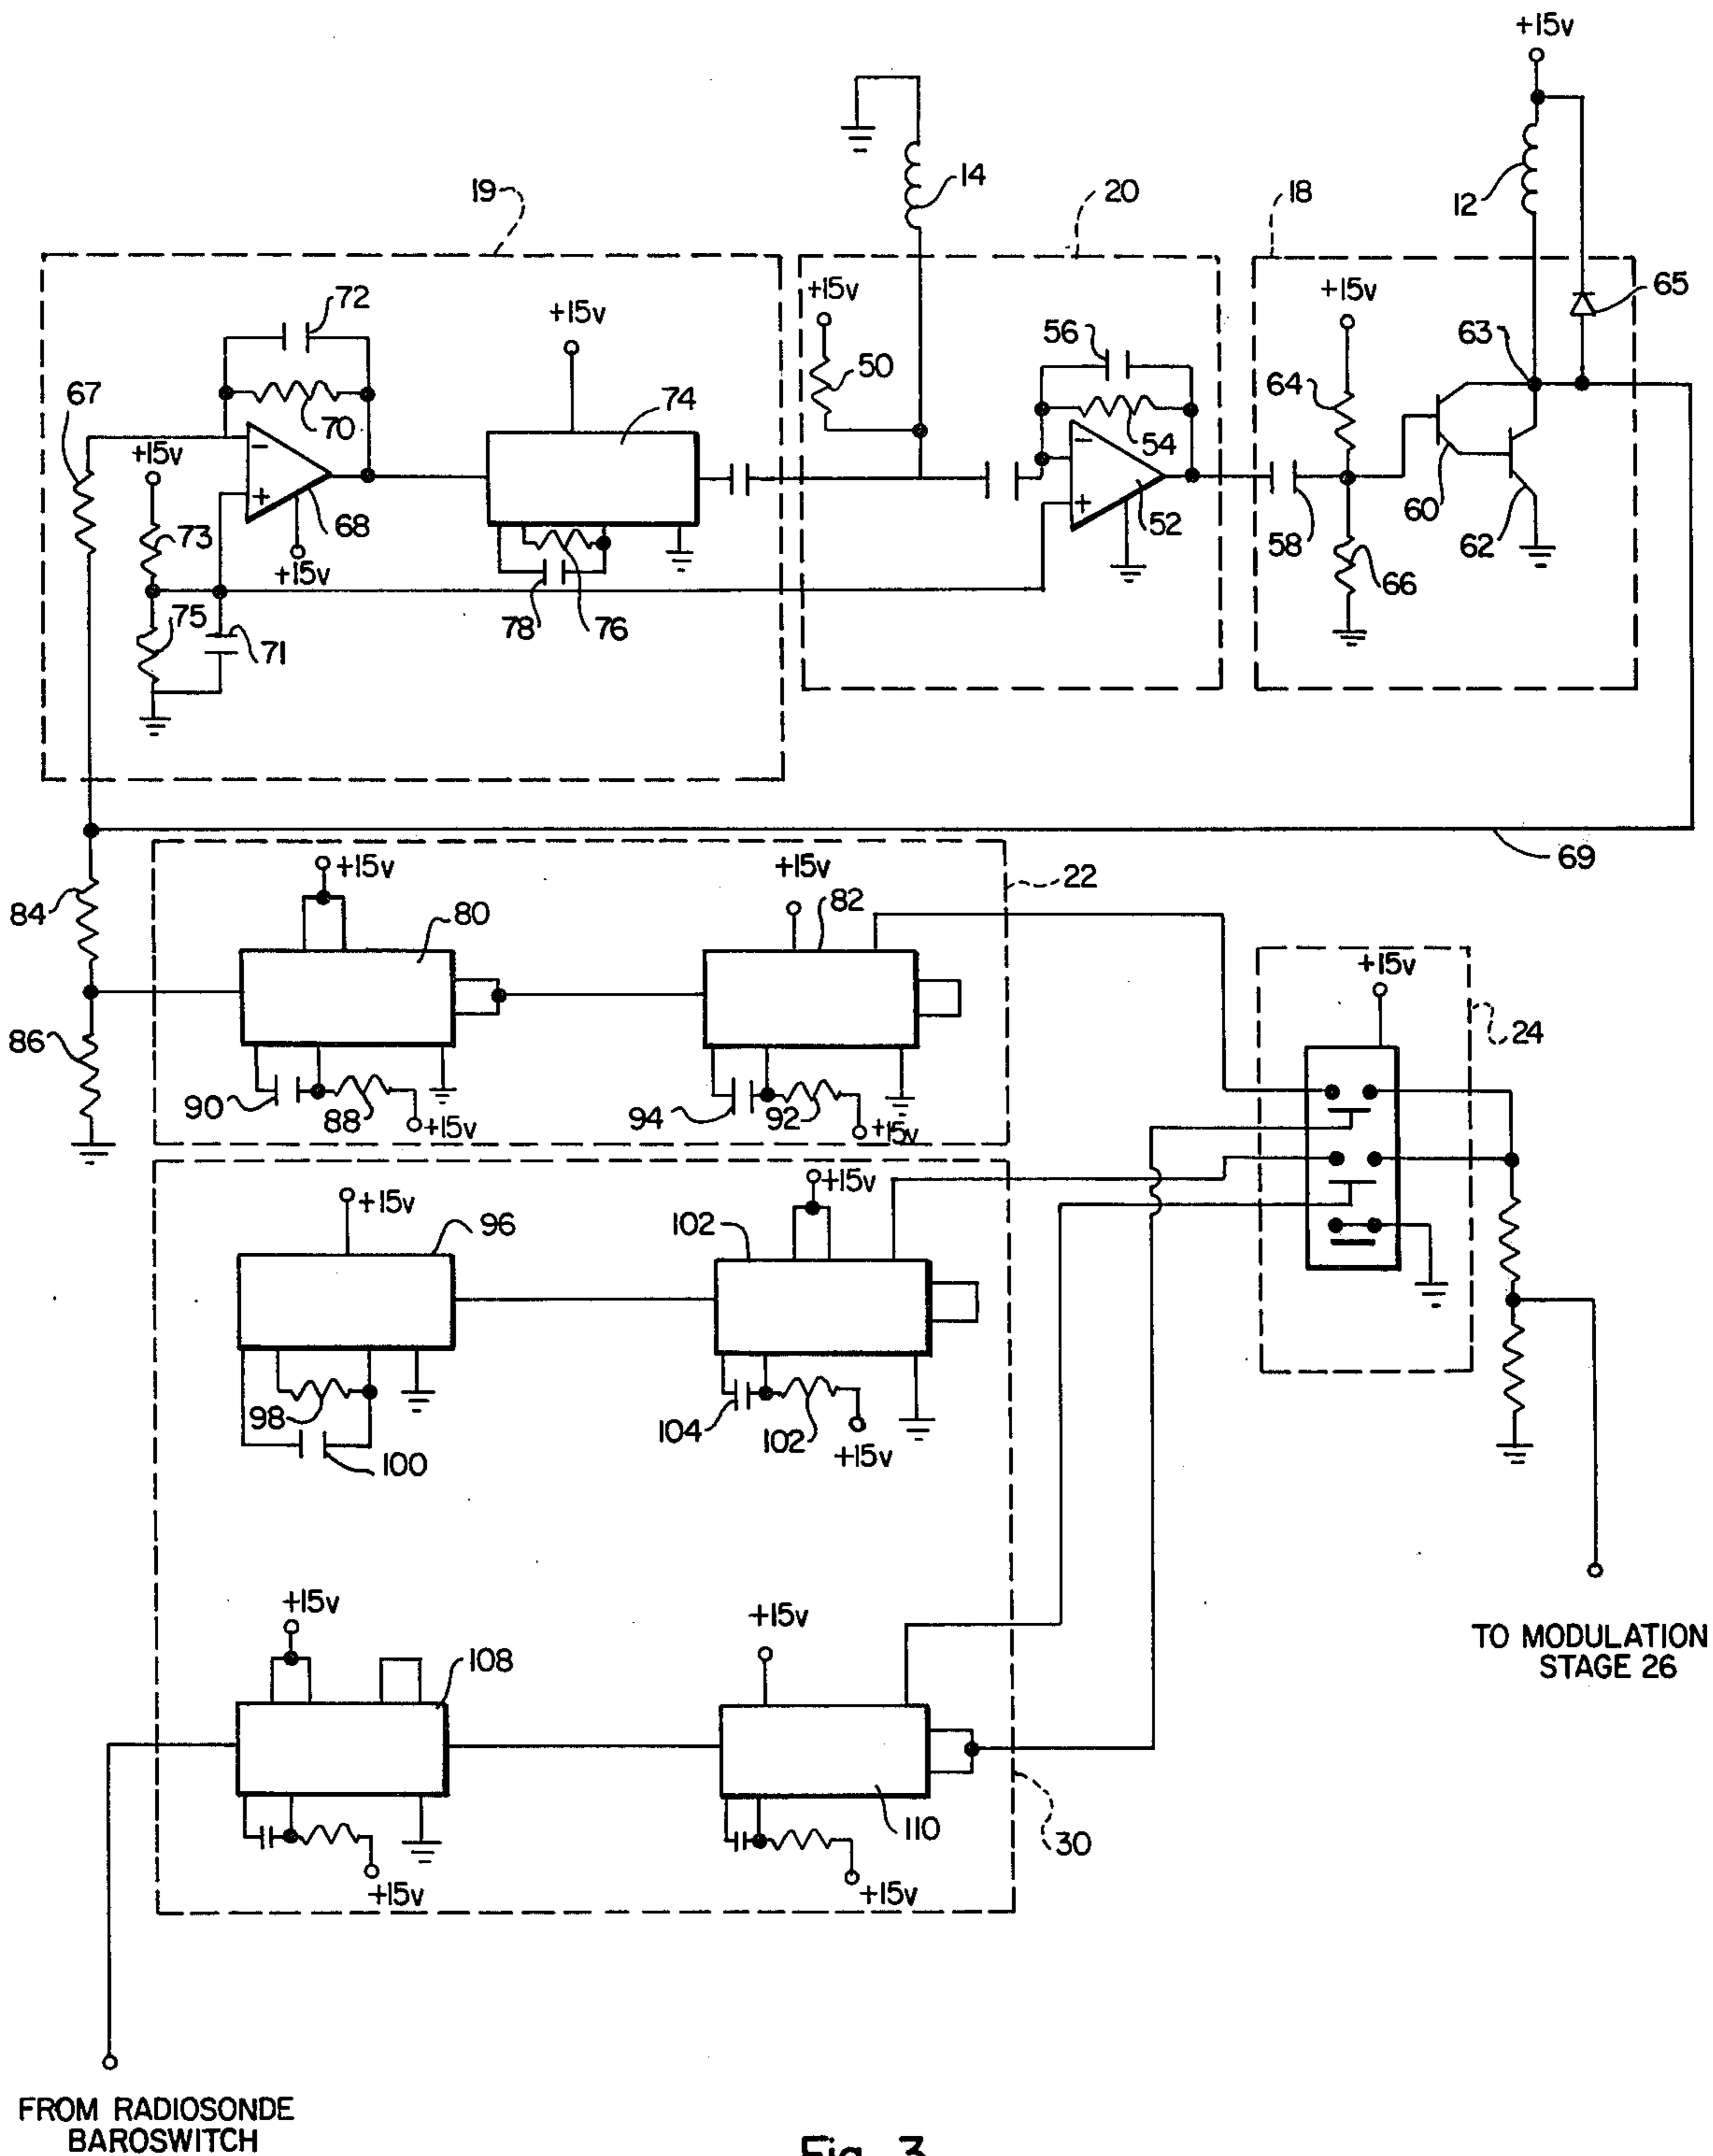 +15v
14
19
20
18
12
65
72
+15v
+15v
+15v
56
50
63
67
74
64
70
54
+15v
68
52
60
73
58
62
+15v
66
78
76
75
71
69
+15v
+15v
22
84
80
82
+15v
24
86
90
88
+15v
94
92
+15v
+15v
+15v
96
102
98
104
102
100
+15v
+15v
108
+15v
TO MODULATION
STAGE 26
110
30
+15v
+15v
FROM RADIOSONDE
BAROSWITCH
Fig. 3